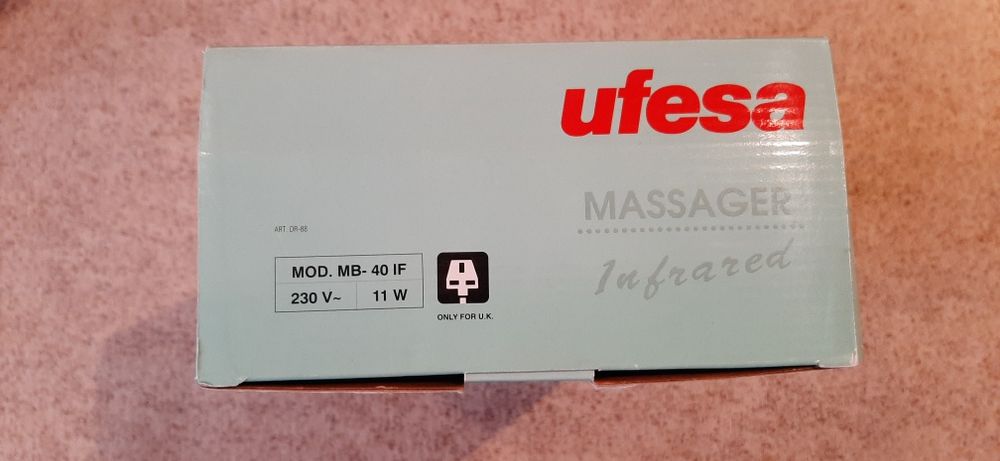 ufesa
MASSAGER
Infrared
ART. DR-88
MOD. MB- 40 IF
230 V~ 11 W
ONLY FOR U.K.